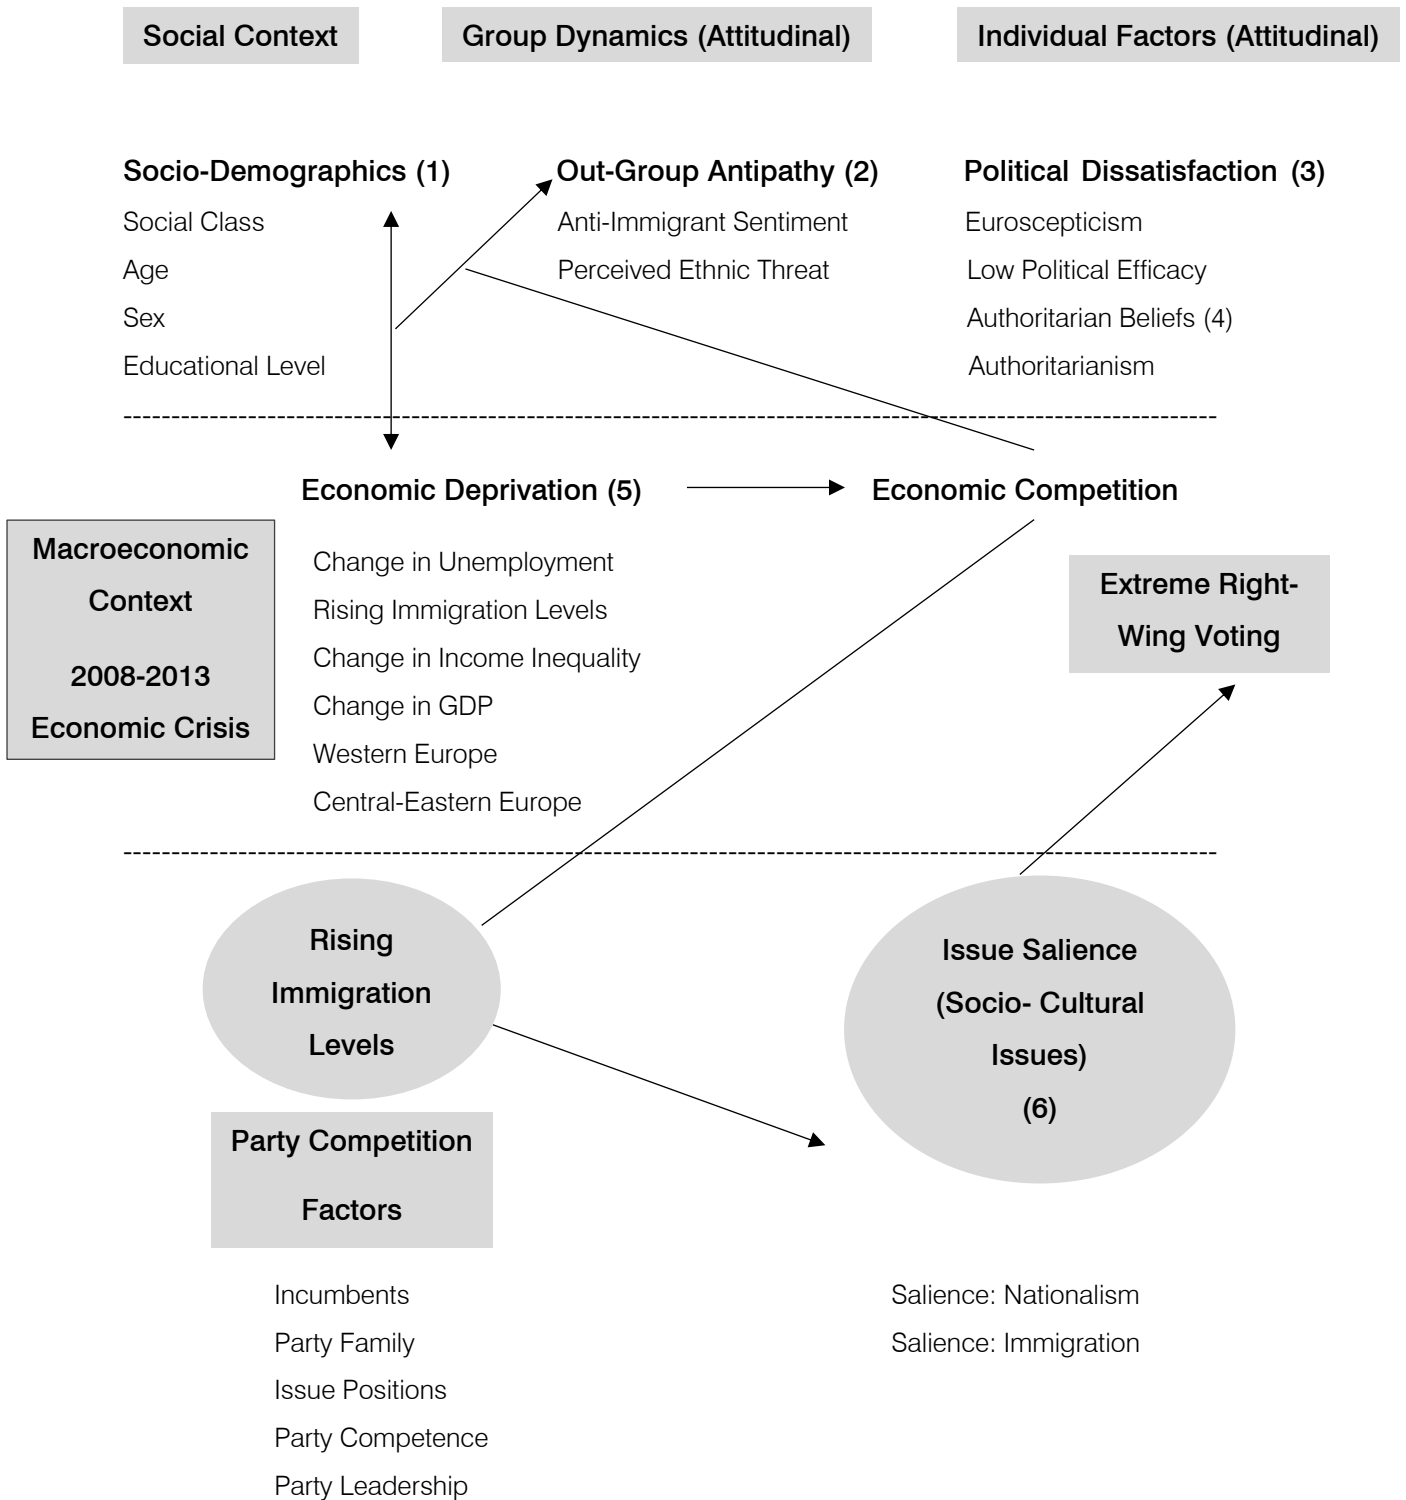 Social Context
Group Dynamics (Attitudinal)
Individual Factors (Attitudinal)
Socio-Demographics (1)
Social Class
Age
Sex
Educational Level
Out-Group Antipathy (2)
Anti-Immigrant Sentiment
Perceived Ethnic Threat
Political Dissatisfaction (3)
Euroscepticism
Low Political Efficacy
Authoritarian Beliefs (4)
Authoritarianism
Economic Deprivation (5)
Economic Competition
Macroeconomic
Context
2008-2013
Economic Crisis
Change in Unemployment
Rising Immigration Levels
Change in Income Inequality
Change in GDP
Western Europe
Central-Eastern Europe
Extreme Right-
Wing Voting
Rising
Immigration
Levels
Issue Salience
(Socio- Cultural
Issues)
(6)
Party Competition
Factors
Incumbents
Party Family
Issue Positions
Party Competence
Party Leadership
Salience: Nationalism
Salience: Immigration